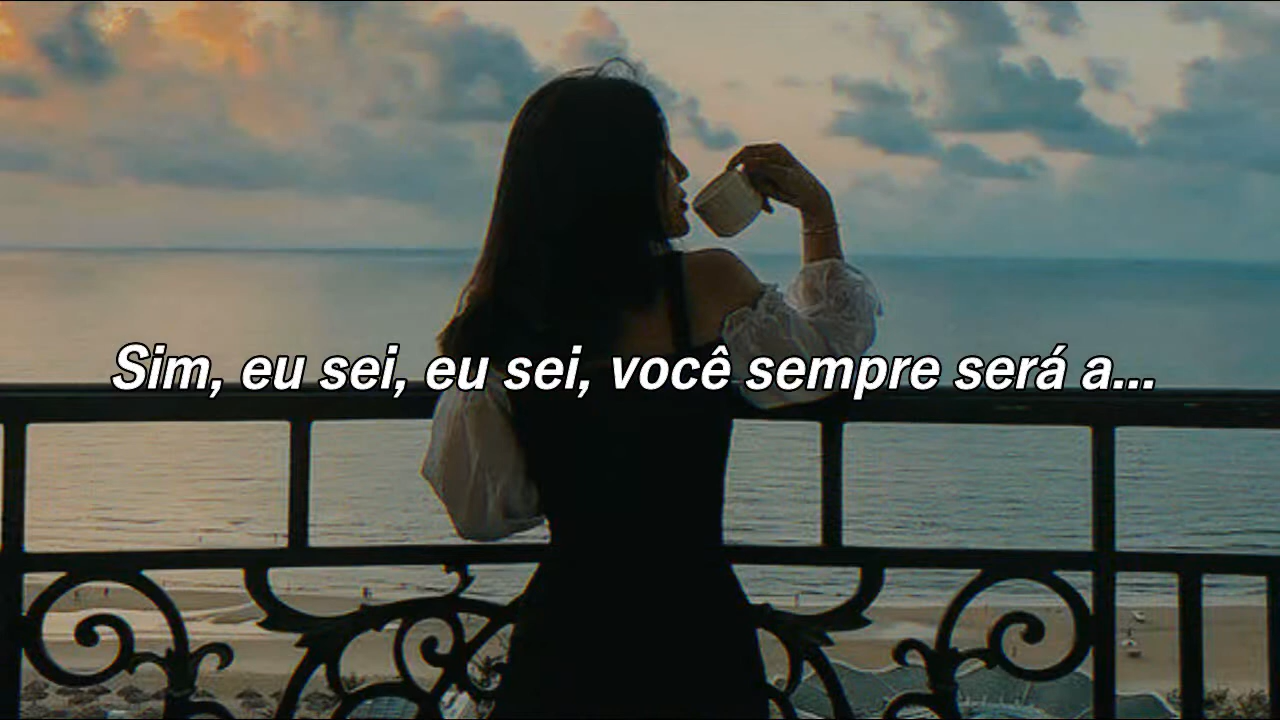 Sim, eu sei, eu sei, você sempre será a...